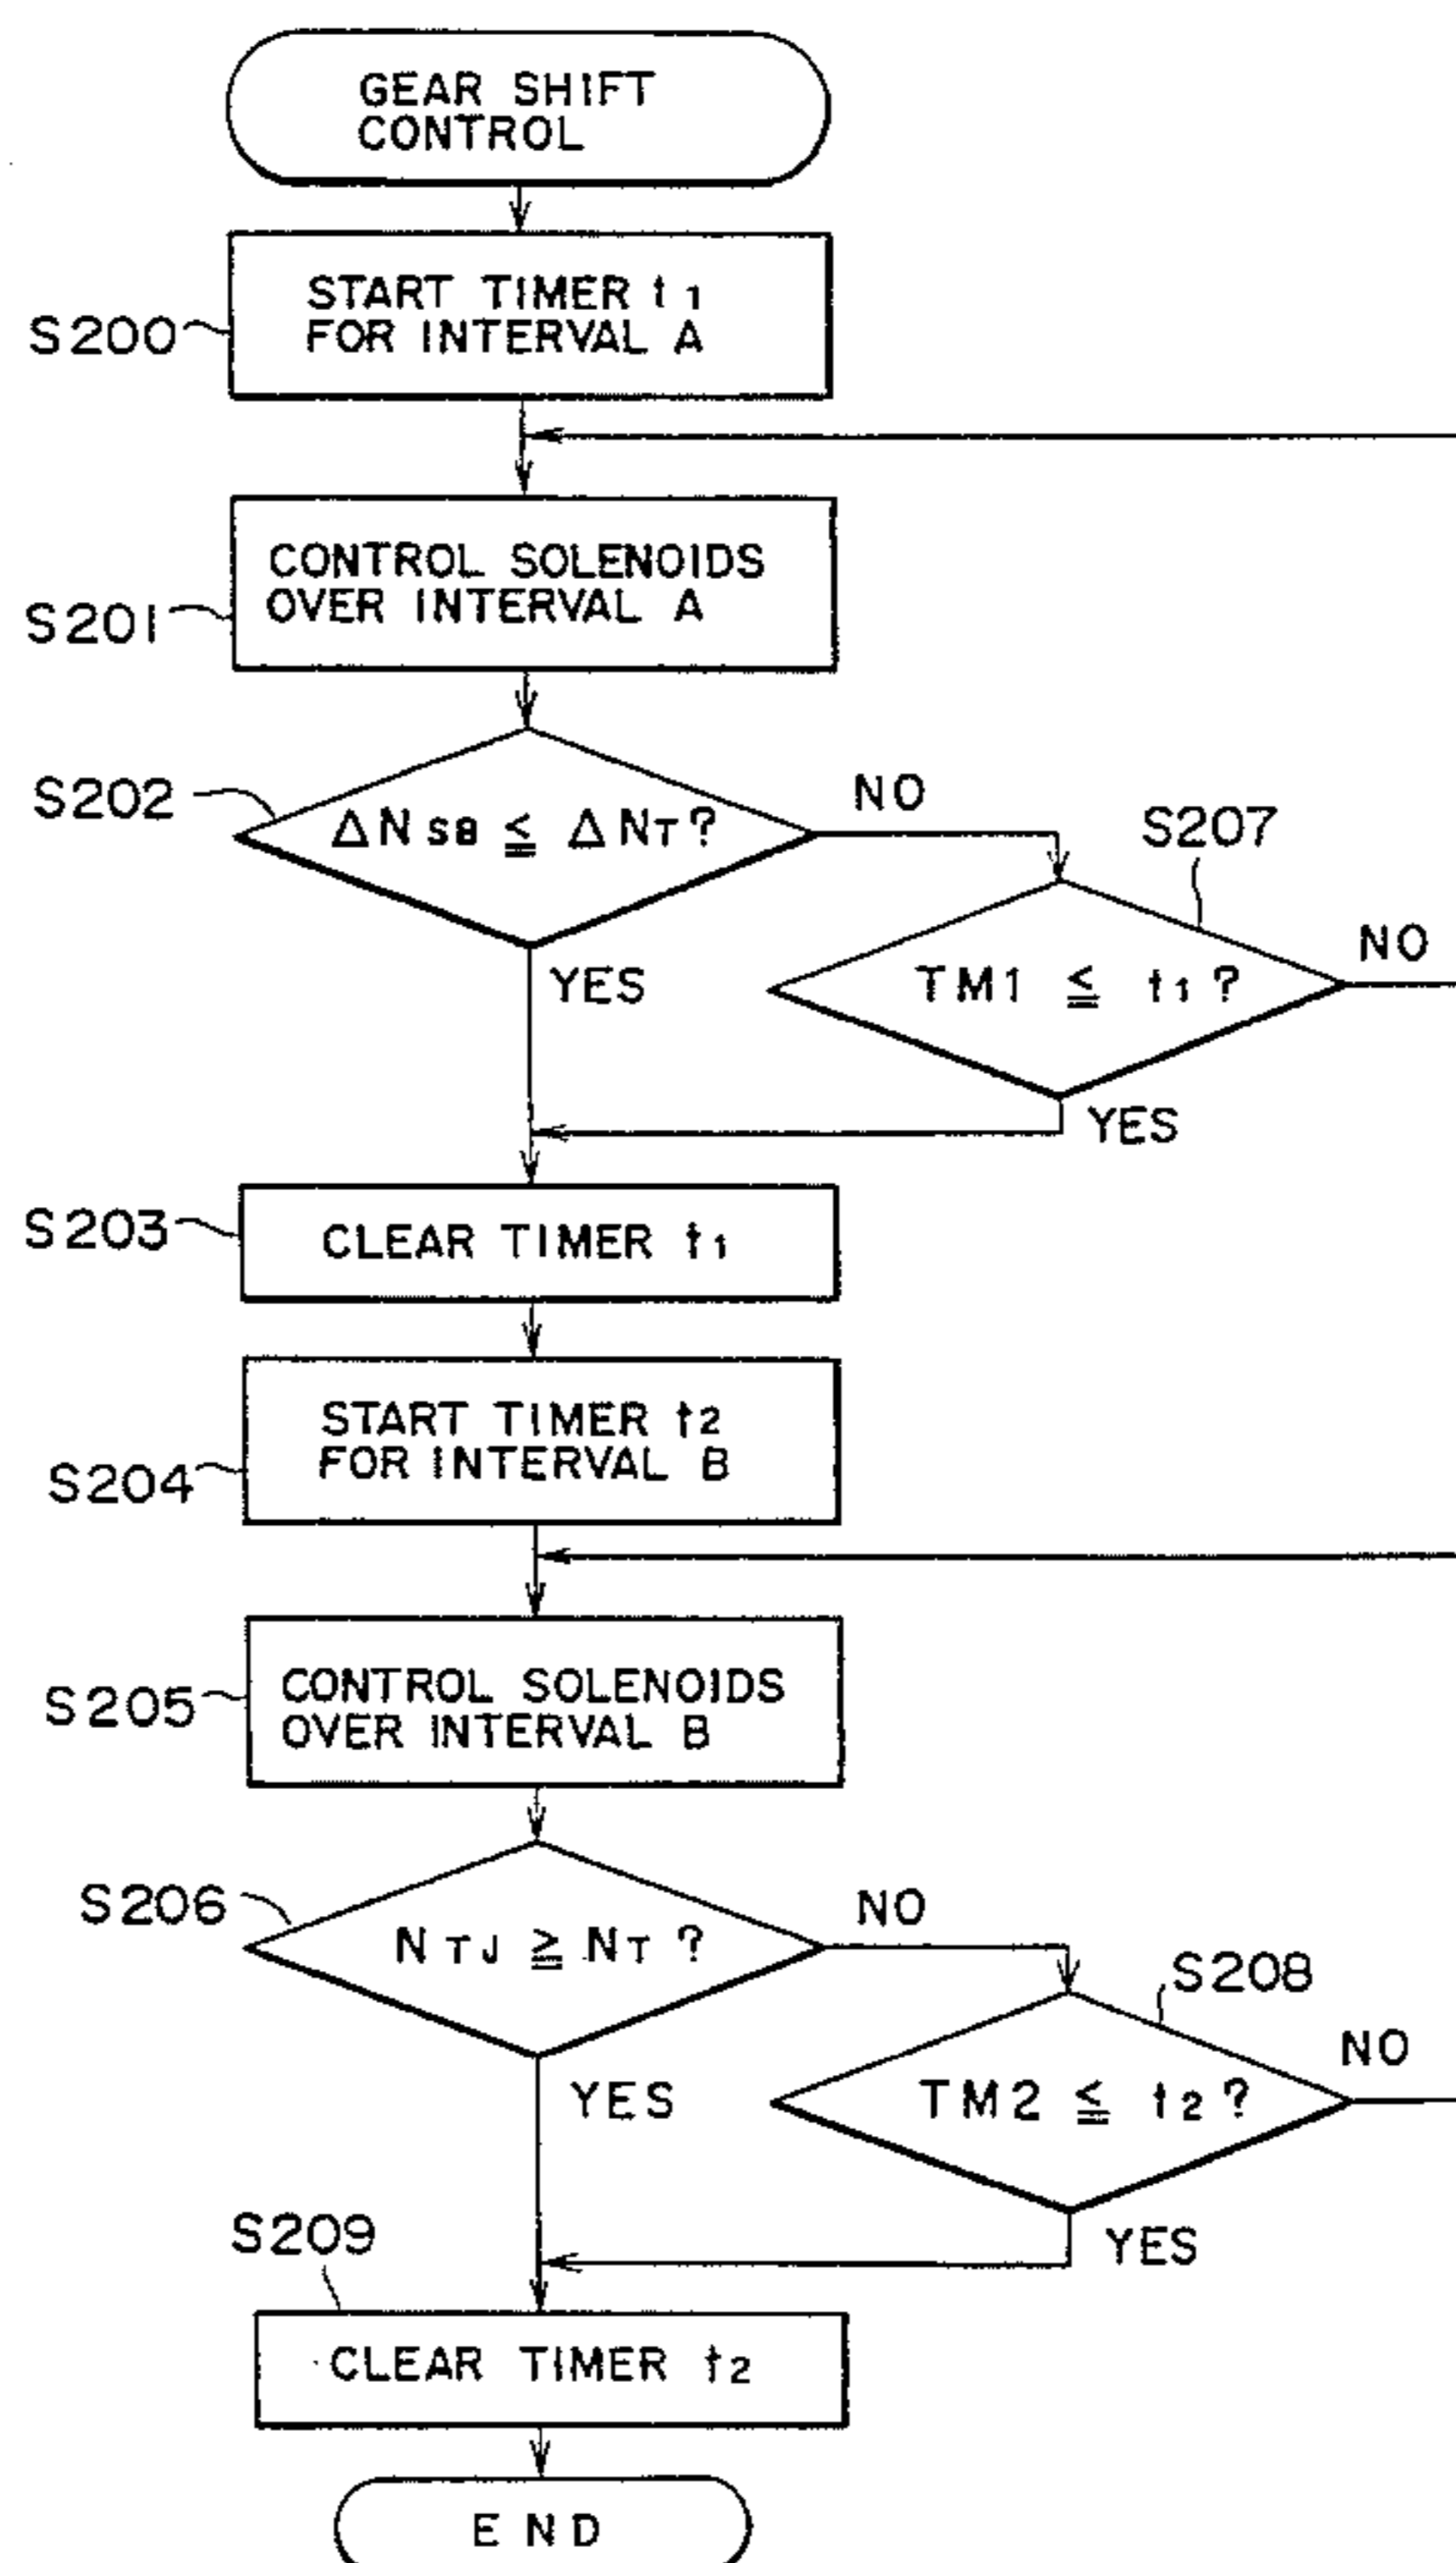 GEAR SHIFT
CONTROL
START TIMER t1
FOR INTERVAL A
S200
CONTROL SOLENOIDS
OVER INTERVAL A
S201
S202
ΔNSB ≦ ΔNT?
NO
S207
TM1 ≦ t1?
NO
YES
YES
S203
CLEAR TIMER t1
START TIMER t2
FOR INTERVAL B
S204
CONTROL SOLENOIDS
OVER INTERVAL B
S205
S206
NTJ ≧ NT?
NO
S208
TM2 ≦ t2?
NO
YES
YES
S209
CLEAR TIMER t2
END